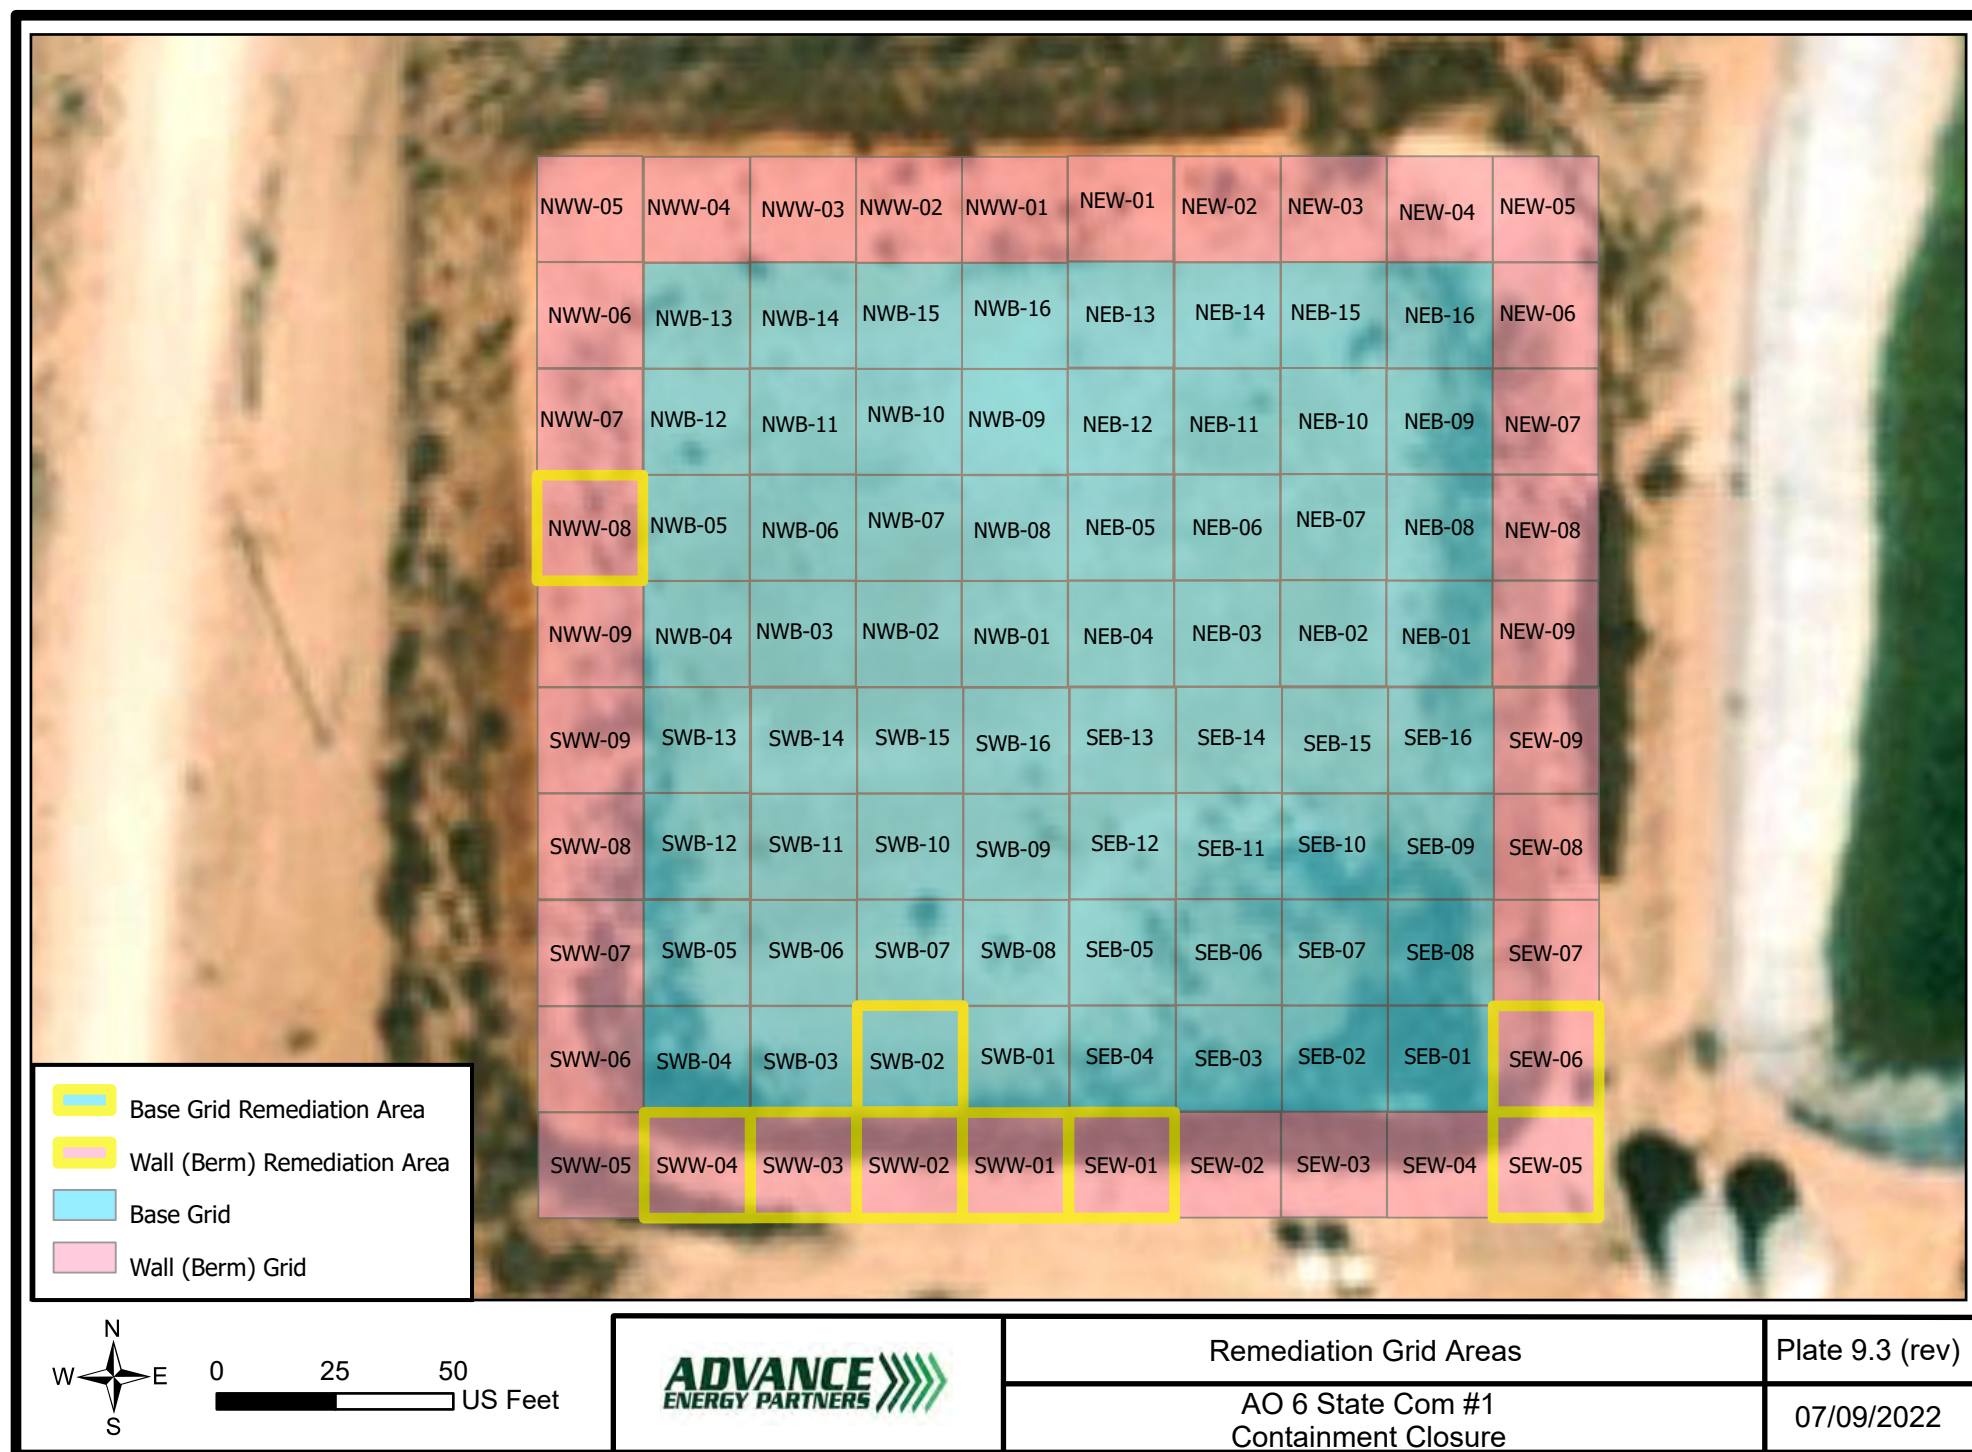 NWW-05 NWW-04 NWW-03 NWW-02 NWW-01 NEW-01 NEW-02 NEW-03 NEW-04 NEW-05
NWW-06 NWB-13 NWB-14 NWB-15 NWB-16 NEB-13 NEB-14 NEB-15 NEB-16 NEW-06
NWW-07 NWB-12 NWB-11 NWB-10 NWB-09 NEB-12 NEB-11 NEB-10 NEB-09 NEW-07
NWW-08 NWB-05 NWB-06 NWB-07 NWB-08 NEB-05 NEB-06 NEB-07 NEB-08 NEW-08
NWW-09 NWB-04 NWB-03 NWB-02 NWB-01 NEB-04 NEB-03 NEB-02 NEB-01 NEW-09
SWW-09 SWB-13 SWB-14 SWB-15 SWB-16 SEB-13 SEB-14 SEB-15 SEB-16 SEW-09
SWW-08 SWB-12 SWB-11 SWB-10 SWB-09 SEB-12 SEB-11 SEB-10 SEB-09 SEW-08
SWW-07 SWB-05 SWB-06 SWB-07 SWB-08 SEB-05 SEB-06 SEB-07 SEB-08 SEW-07
SWW-06 SWB-04 SWB-03 SWB-02 SWB-01 SEB-04 SEB-03 SEB-02 SEB-01 SEW-06
SWW-05 SWW-04 SWW-03 SWW-02 SWW-01 SEW-01 SEW-02 SEW-03 SEW-04 SEW-05
Base Grid Remediation Area
Wall (Berm) Remediation Area
Base Grid
Wall (Berm) Grid
N
W E
S
0 25 50
US Feet
ADVANCE
ENERGY PARTNERS
Remediation Grid Areas
Plate 9.3 (rev)
AO 6 State Com #1
Containment Closure
07/09/2022